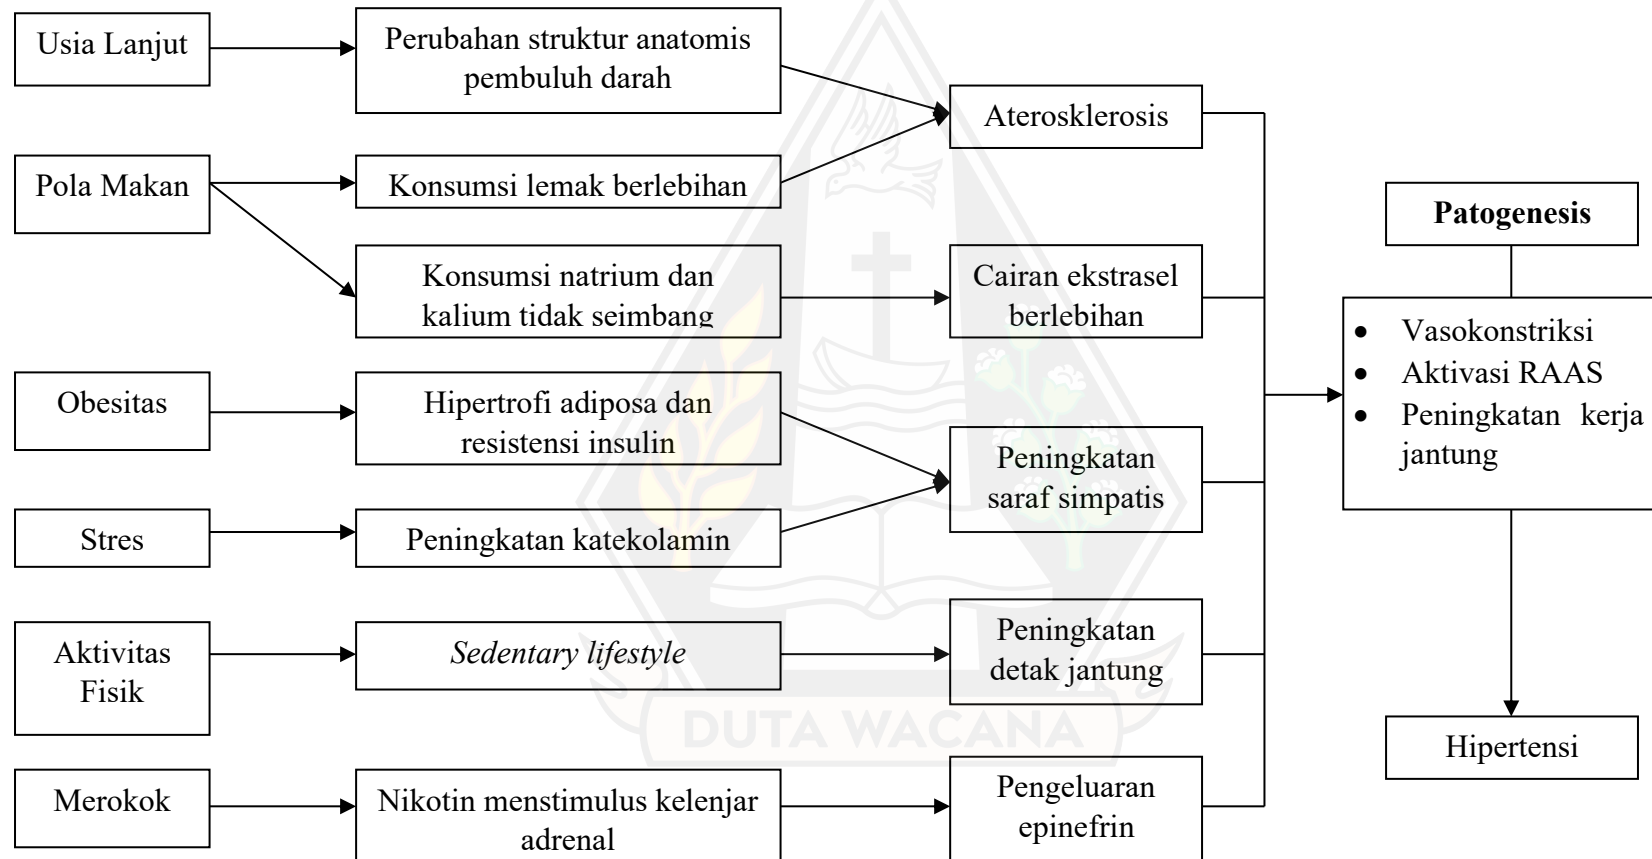 Usia Lanjut
Perubahan struktur anatomis
pembuluh darah
Aterosklerosis
Pola Makan
Konsumsi lemak berlebihan
Patogenesis
Konsumsi natrium dan
kalium tidak seimbang
Cairan ekstrasel
berlebihan
• Vasokonstriksi
• Aktivasi RAAS
• Peningkatan kerja
jantung
Obesitas
Hipertrofi adiposa dan
resistensi insulin
Peningkatan
saraf simpatis
Stres
Peningkatan katekolamin
Aktivitas
Fisik
Sedentary lifestyle
Peningkatan
detak jantung
DUTA WACANA
Hipertensi
Merokok
Nikotin menstimulus kelenjar
adrenal
Pengeluaran
epinefrin